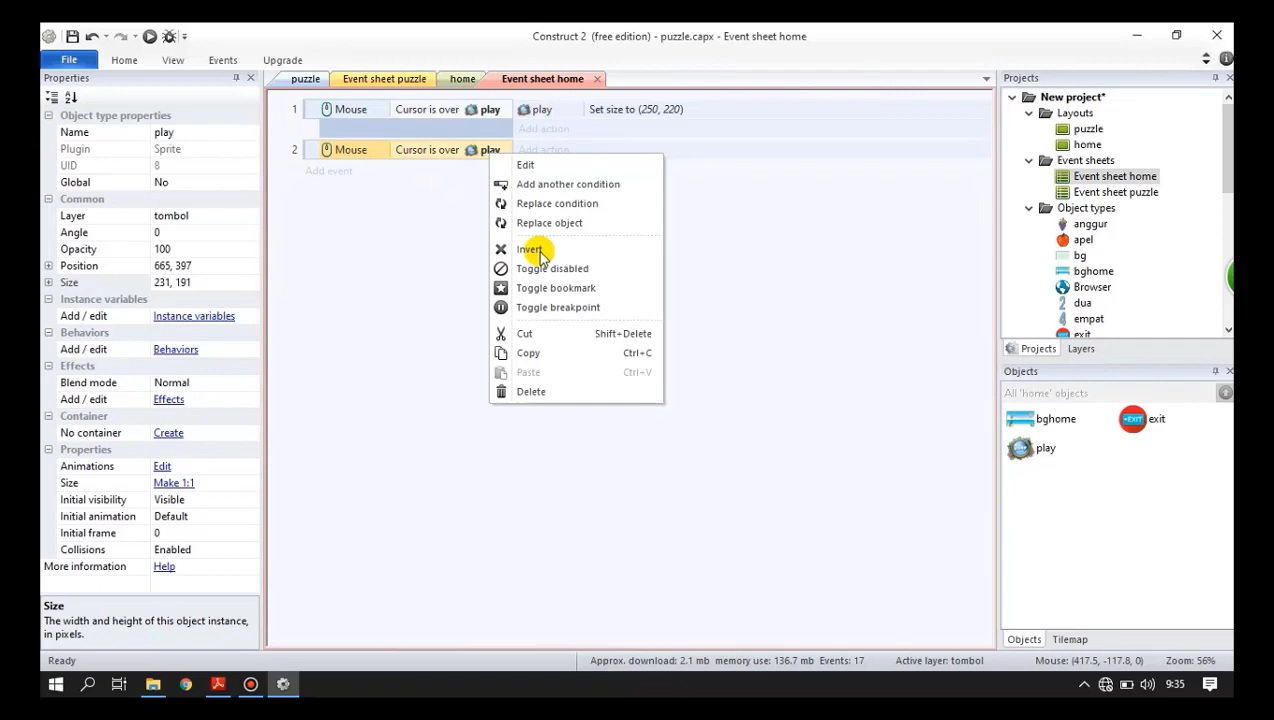 Construct 2 (free edition) - puzzle.capx - Event sheet home
File Home View Events Upgrade
Properties
Object type properties
Name play
Plugin Sprite
UID 8
Global No
Common
Layer tombol
Angle 0
Opacity 100
Position 665, 397
Size 231, 191
Instance variables
Add / edit Instance variables
Behaviors
Add / edit Behaviors
Effects
Blend mode Normal
Add / edit Effects
Container
No container Create
Properties
Animations Edit
Size Make 1:1
Initial visibility Visible
Initial animation Default
Initial frame 0
Collisions Enabled
More information Help
Size
The width and height of this object instance, in pixels.
puzzle Event sheet puzzle home Event sheet home
1 Mouse Cursor is over play play Set size to (250, 220)
Add action
2 Mouse Cursor is over play Add action
Add event
Edit
Add another condition
Replace condition
Replace object
Invert
Toggle disabled
Toggle bookmark
Toggle breakpoint
Cut Shift+Delete
Copy Ctrl+C
Paste Ctrl+V
Delete
Projects
New project*
Layouts
puzzle
home
Event sheets
Event sheet home
Event sheet puzzle
Object types
anggur
apel
bg
bghome
Browser
dua
empat
exit
Projects Layers
Objects
All 'home' objects
bghome EXIT exit
play
Objects Tilemap
Ready Approx. download: 2.1 mb memory use: 136.7 mb Events: 17 Active layer: tombol Mouse: (417.5, -117.8, 0) Zoom: 56%
9:35